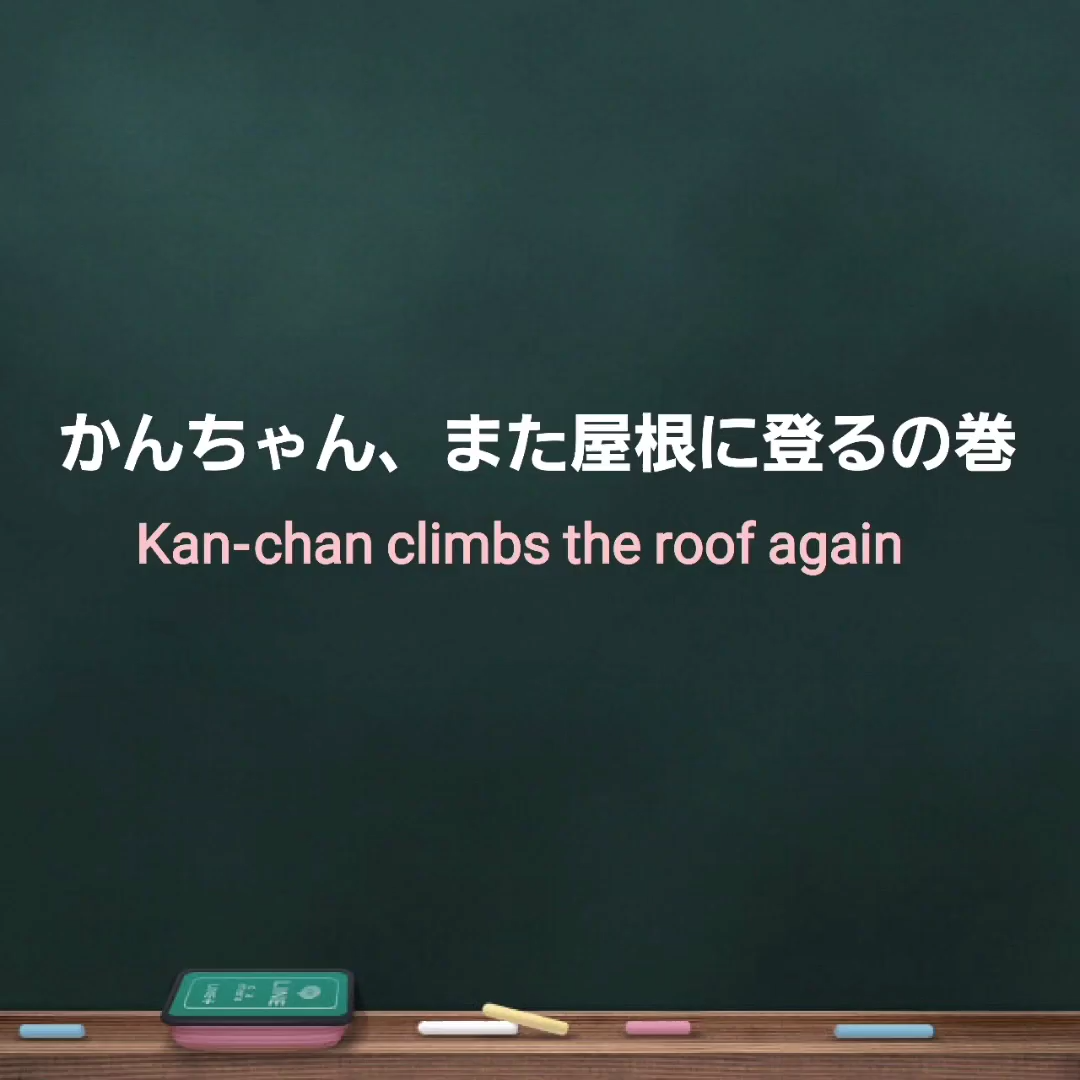 かんちゃん、また屋根に登るの巻
Kan-chan climbs the roof again
LINE